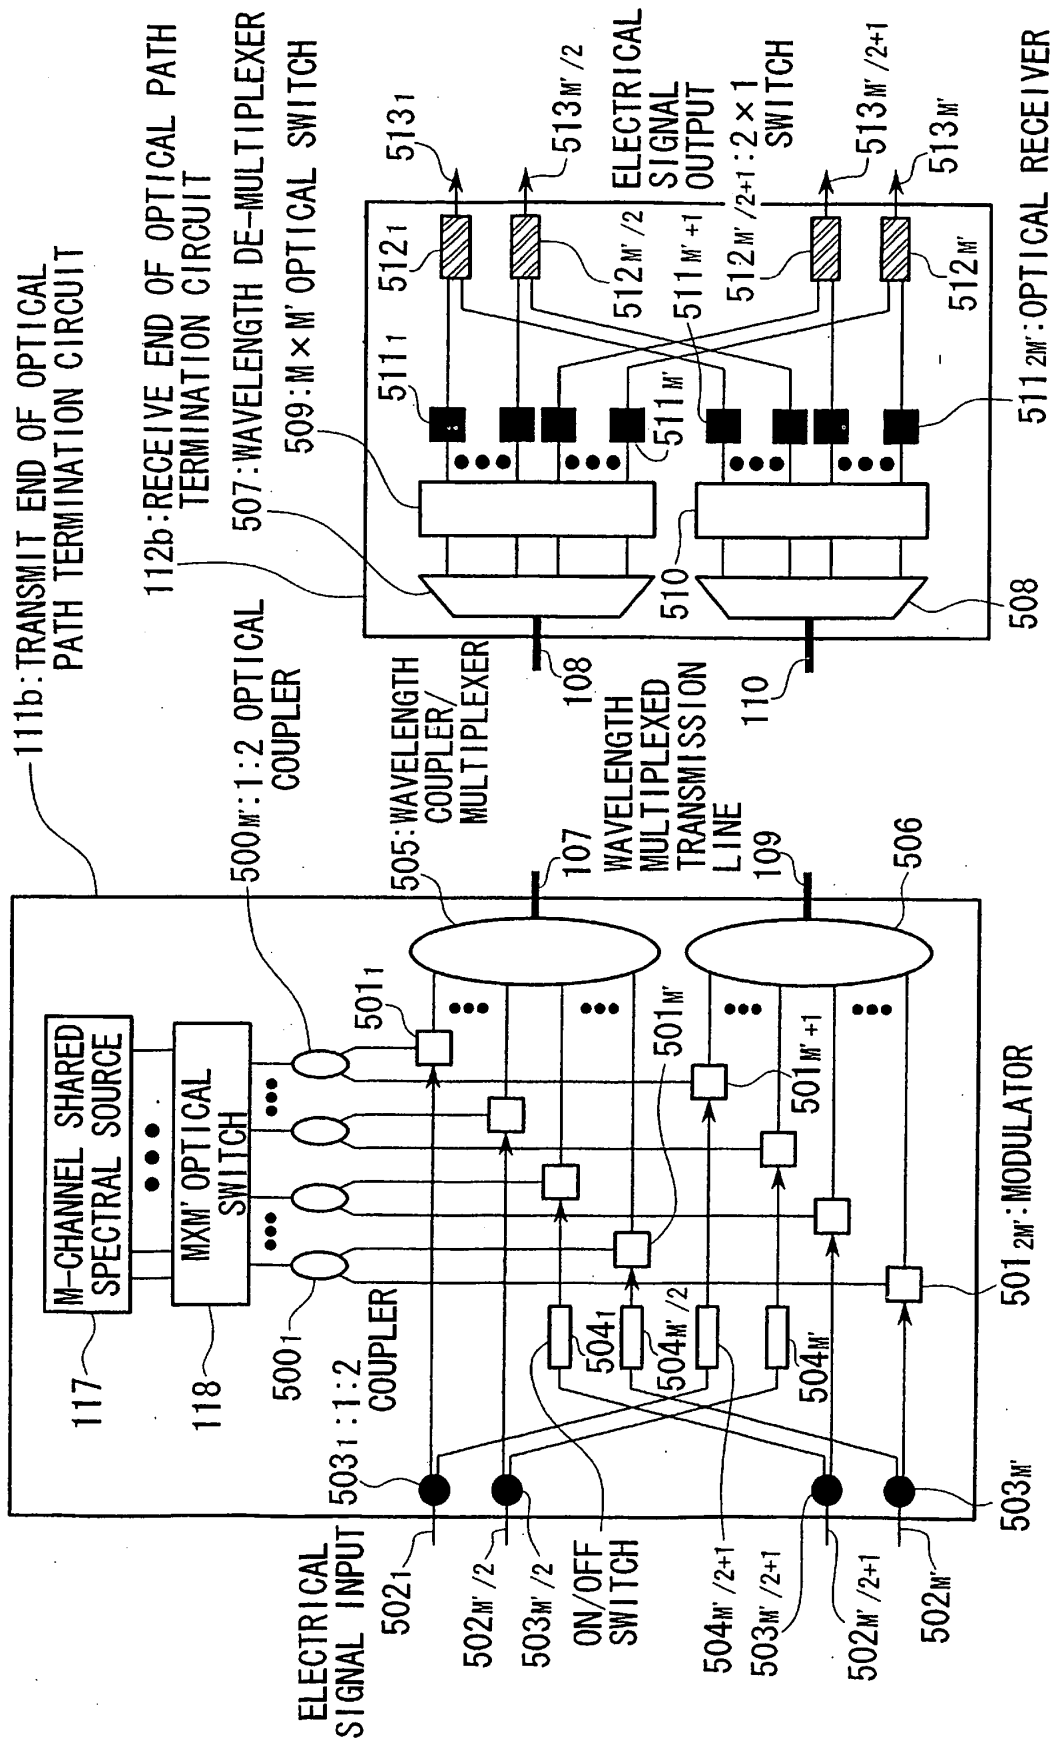 111b:TRANSMIT END OF OPTICAL
PATH TERMINATION CIRCUIT
112b:RECEIVE END OF OPTICAL PATH
TERMINATION CIRCUIT
507:WAVELENGTH DE-MULTIPLEXER
509:M×M' OPTICAL SWITCH
M-CHANNEL SHARED
SPECTRAL SOURCE
117
MXM' OPTICAL
SWITCH
118
500M':1:2 OPTICAL
COUPLER
5001
5031:1:2
COUPLER
505:WAVELENGTH
COUPLER/
MULTIPLEXER
ELECTRICAL
SIGNAL INPUT
5021
502M'/2
503M'/2
ON/OFF
SWITCH
504M'/2+1
503M'/2+1
502M'/2+1
502M'
503M'
5041
504M'/2
504M'
5011
501M'
501M'+1
501 2M':MODULATOR
107
WAVELENGTH
MULTIPLEXED
TRANSMISSION
LINE
109
506
108
110
510
508
5111
511M'
511M'+1
511 2M':OPTICAL RECEIVER
5121
512M'/2
512M'/2+1:2×1
SWITCH
512M'
5131
513M'/2
ELECTRICAL
SIGNAL
OUTPUT
513M'/2+1
513M'